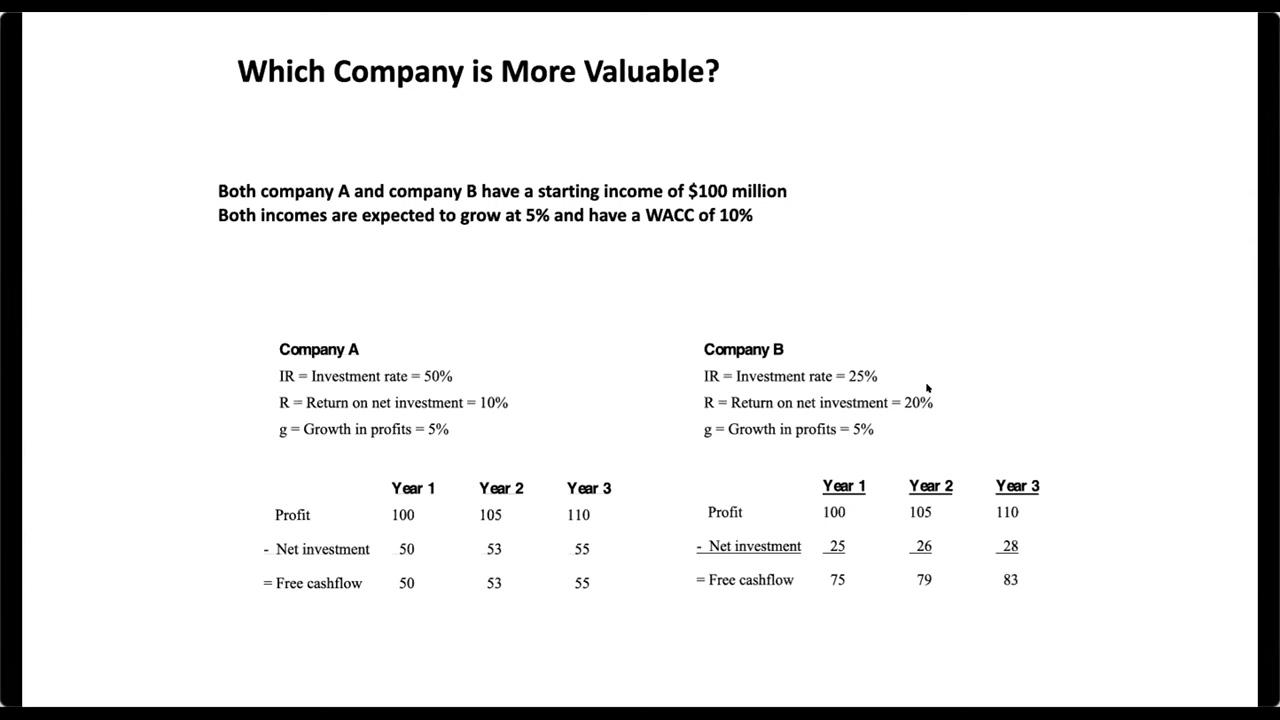 Which Company is More Valuable?
Both company A and company B have a starting income of $100 million
Both incomes are expected to grow at 5% and have a WACC of 10%
Company A
IR = Investment rate = 50%
R = Return on net investment = 10%
g = Growth in profits = 5%
Year 1 Year 2 Year 3
Profit 100 105 110
- Net investment 50 53 55
= Free cashflow 50 53 55
Company B
IR = Investment rate = 25%
R = Return on net investment = 20%
g = Growth in profits = 5%
Year 1 Year 2 Year 3
Profit 100 105 110
- Net investment 25 26 28
= Free cashflow 75 79 83